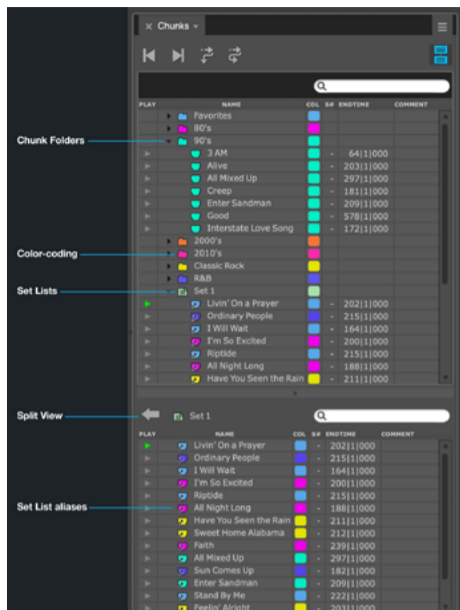 × Chunks
PLAY NAME COL S# ENDTIME COMMENT
Favorites
80's
Chunk Folders
90's
3 AM - 64|1|000
Alive - 203|1|000
All Mixed Up - 297|1|000
Creep - 181|1|000
Enter Sandman - 209|1|000
Good - 578|1|000
Interstate Love Song - 172|1|000
2000's
Color-coding
2010's
Classic Rock
R&B
Set Lists
Set 1
Livin' On a Prayer - 202|1|000
Ordinary People - 215|1|000
I Will Wait - 164|1|000
I'm So Excited - 200|1|000
Riptide - 215|1|000
All Night Long - 188|1|000
Have You Seen the Rain - 211|1|000
Split View
Set 1
PLAY NAME COL S# ENDTIME COMMENT
Livin' On a Prayer - 202|1|000
Ordinary People - 215|1|000
I Will Wait - 164|1|000
I'm So Excited - 200|1|000
Riptide - 215|1|000
Set List aliases
All Night Long - 188|1|000
Have You Seen the Rain - 211|1|000
Sweet Home Alabama - 212|1|000
Faith - 239|1|000
All Mixed Up - 297|1|000
Sun Comes Up - 182|1|000
Enter Sandman - 209|1|000
Stand By Me - 222|1|000
Feelin' Alright - 203|1|000